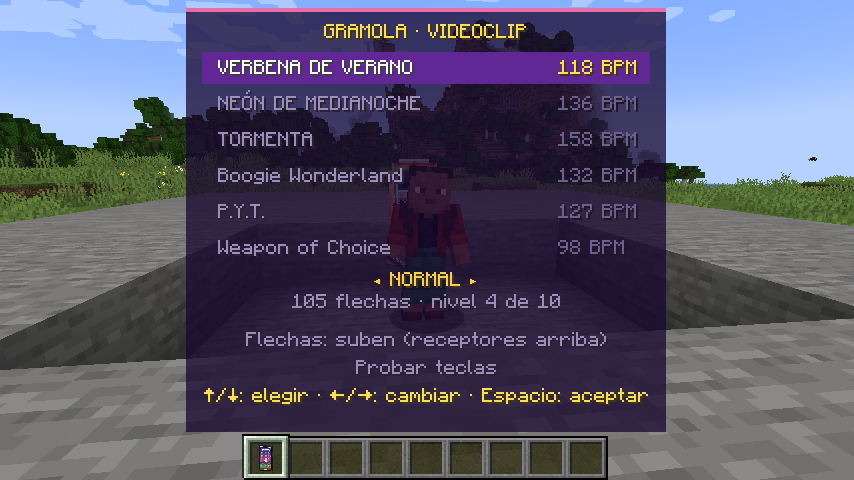 GRAMOLA · VIDEOCLIP
VERBENA DE VERANO 118 BPM
NEÓN DE MEDIANOCHE 136 BPM
TORMENTA 158 BPM
Boogie Wonderland 132 BPM
P.Y.T. 127 BPM
Weapon of Choice 98 BPM
◂ NORMAL ▸
105 flechas · nivel 4 de 10
Flechas: suben (receptores arriba)
Probar teclas
↑/↓: elegir · ←/→: cambiar · Espacio: aceptar